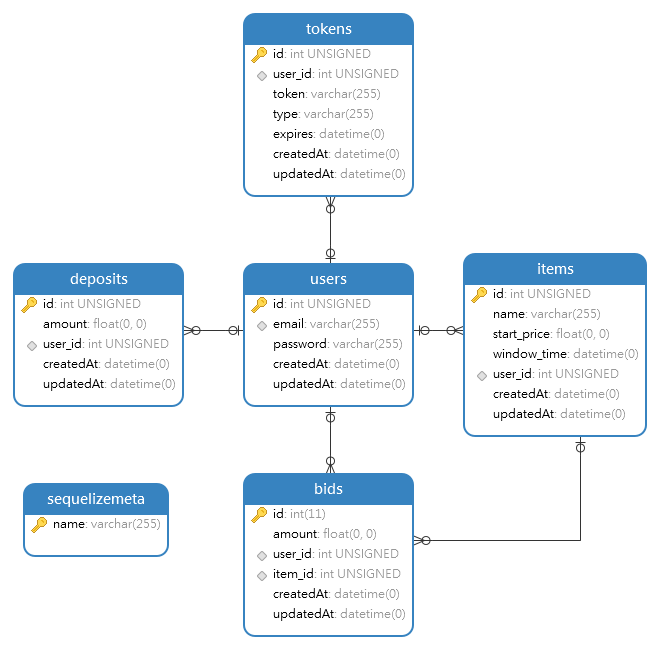 tokens
id: int UNSIGNED
user_id: int UNSIGNED
token: varchar(255)
type: varchar(255)
expires: datetime(0)
createdAt: datetime(0)
updatedAt: datetime(0)
deposits
id: int UNSIGNED
amount: float(0, 0)
user_id: int UNSIGNED
createdAt: datetime(0)
updatedAt: datetime(0)
users
id: int UNSIGNED
email: varchar(255)
password: varchar(255)
createdAt: datetime(0)
updatedAt: datetime(0)
items
id: int UNSIGNED
name: varchar(255)
start_price: float(0, 0)
window_time: datetime(0)
user_id: int UNSIGNED
createdAt: datetime(0)
updatedAt: datetime(0)
sequelizemeta
name: varchar(255)
bids
id: int(11)
amount: float(0, 0)
user_id: int UNSIGNED
item_id: int UNSIGNED
createdAt: datetime(0)
updatedAt: datetime(0)